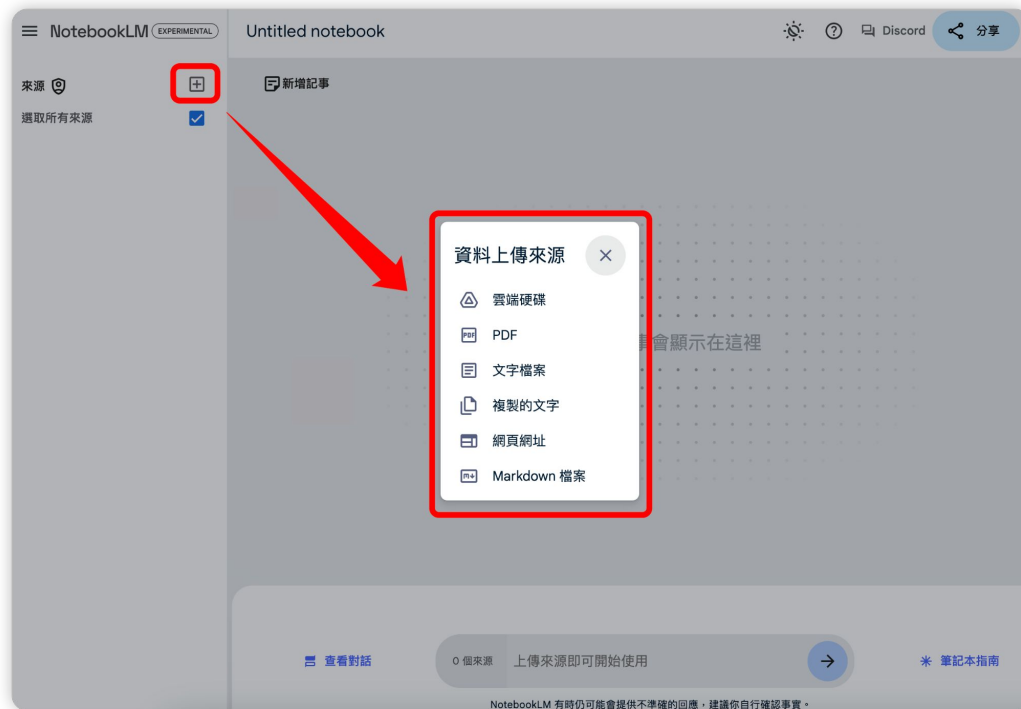 NotebookLM EXPERIMENTAL
Untitled notebook
Discord
分享
來源
選取所有來源
新增記事
資料上傳來源
雲端硬碟
PDF PDF
文字檔案
複製的文字
網頁網址
M+ Markdown 檔案
會顯示在這裡
查看對話
0 個來源
上傳來源即可開始使用
筆記本指南
NotebookLM 有時仍可能會提供不準確的回應，建議你自行確認事實。